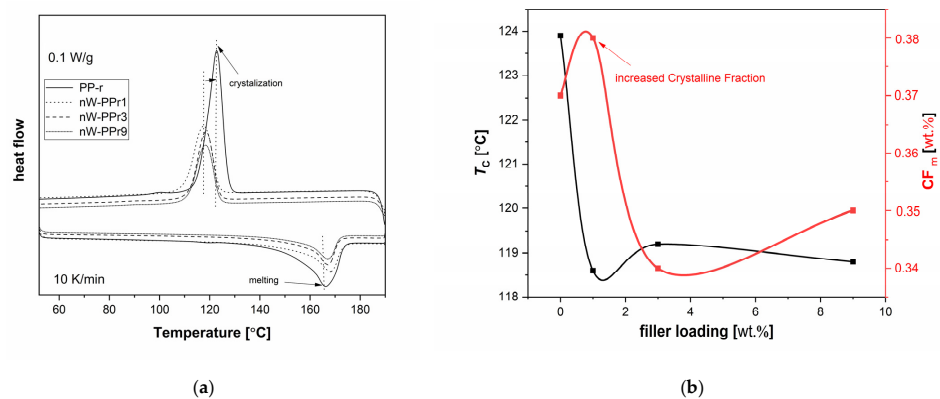 0.1 W/g
PP-r
nW-PPr1
nW-PPr3
nW-PPr9
crystalization
melting
10 K/min
heat flow
60 80 100 120 140 160 180
Temperature [°C]
(a)
124
123
122
121
120
119
118
T_C [°C]
increased Crystalline Fraction
0.38
0.37
0.36
0.35
0.34
CF_m [wt.%]
0 2 4 6 8 10
filler loading [wt.%]
(b)